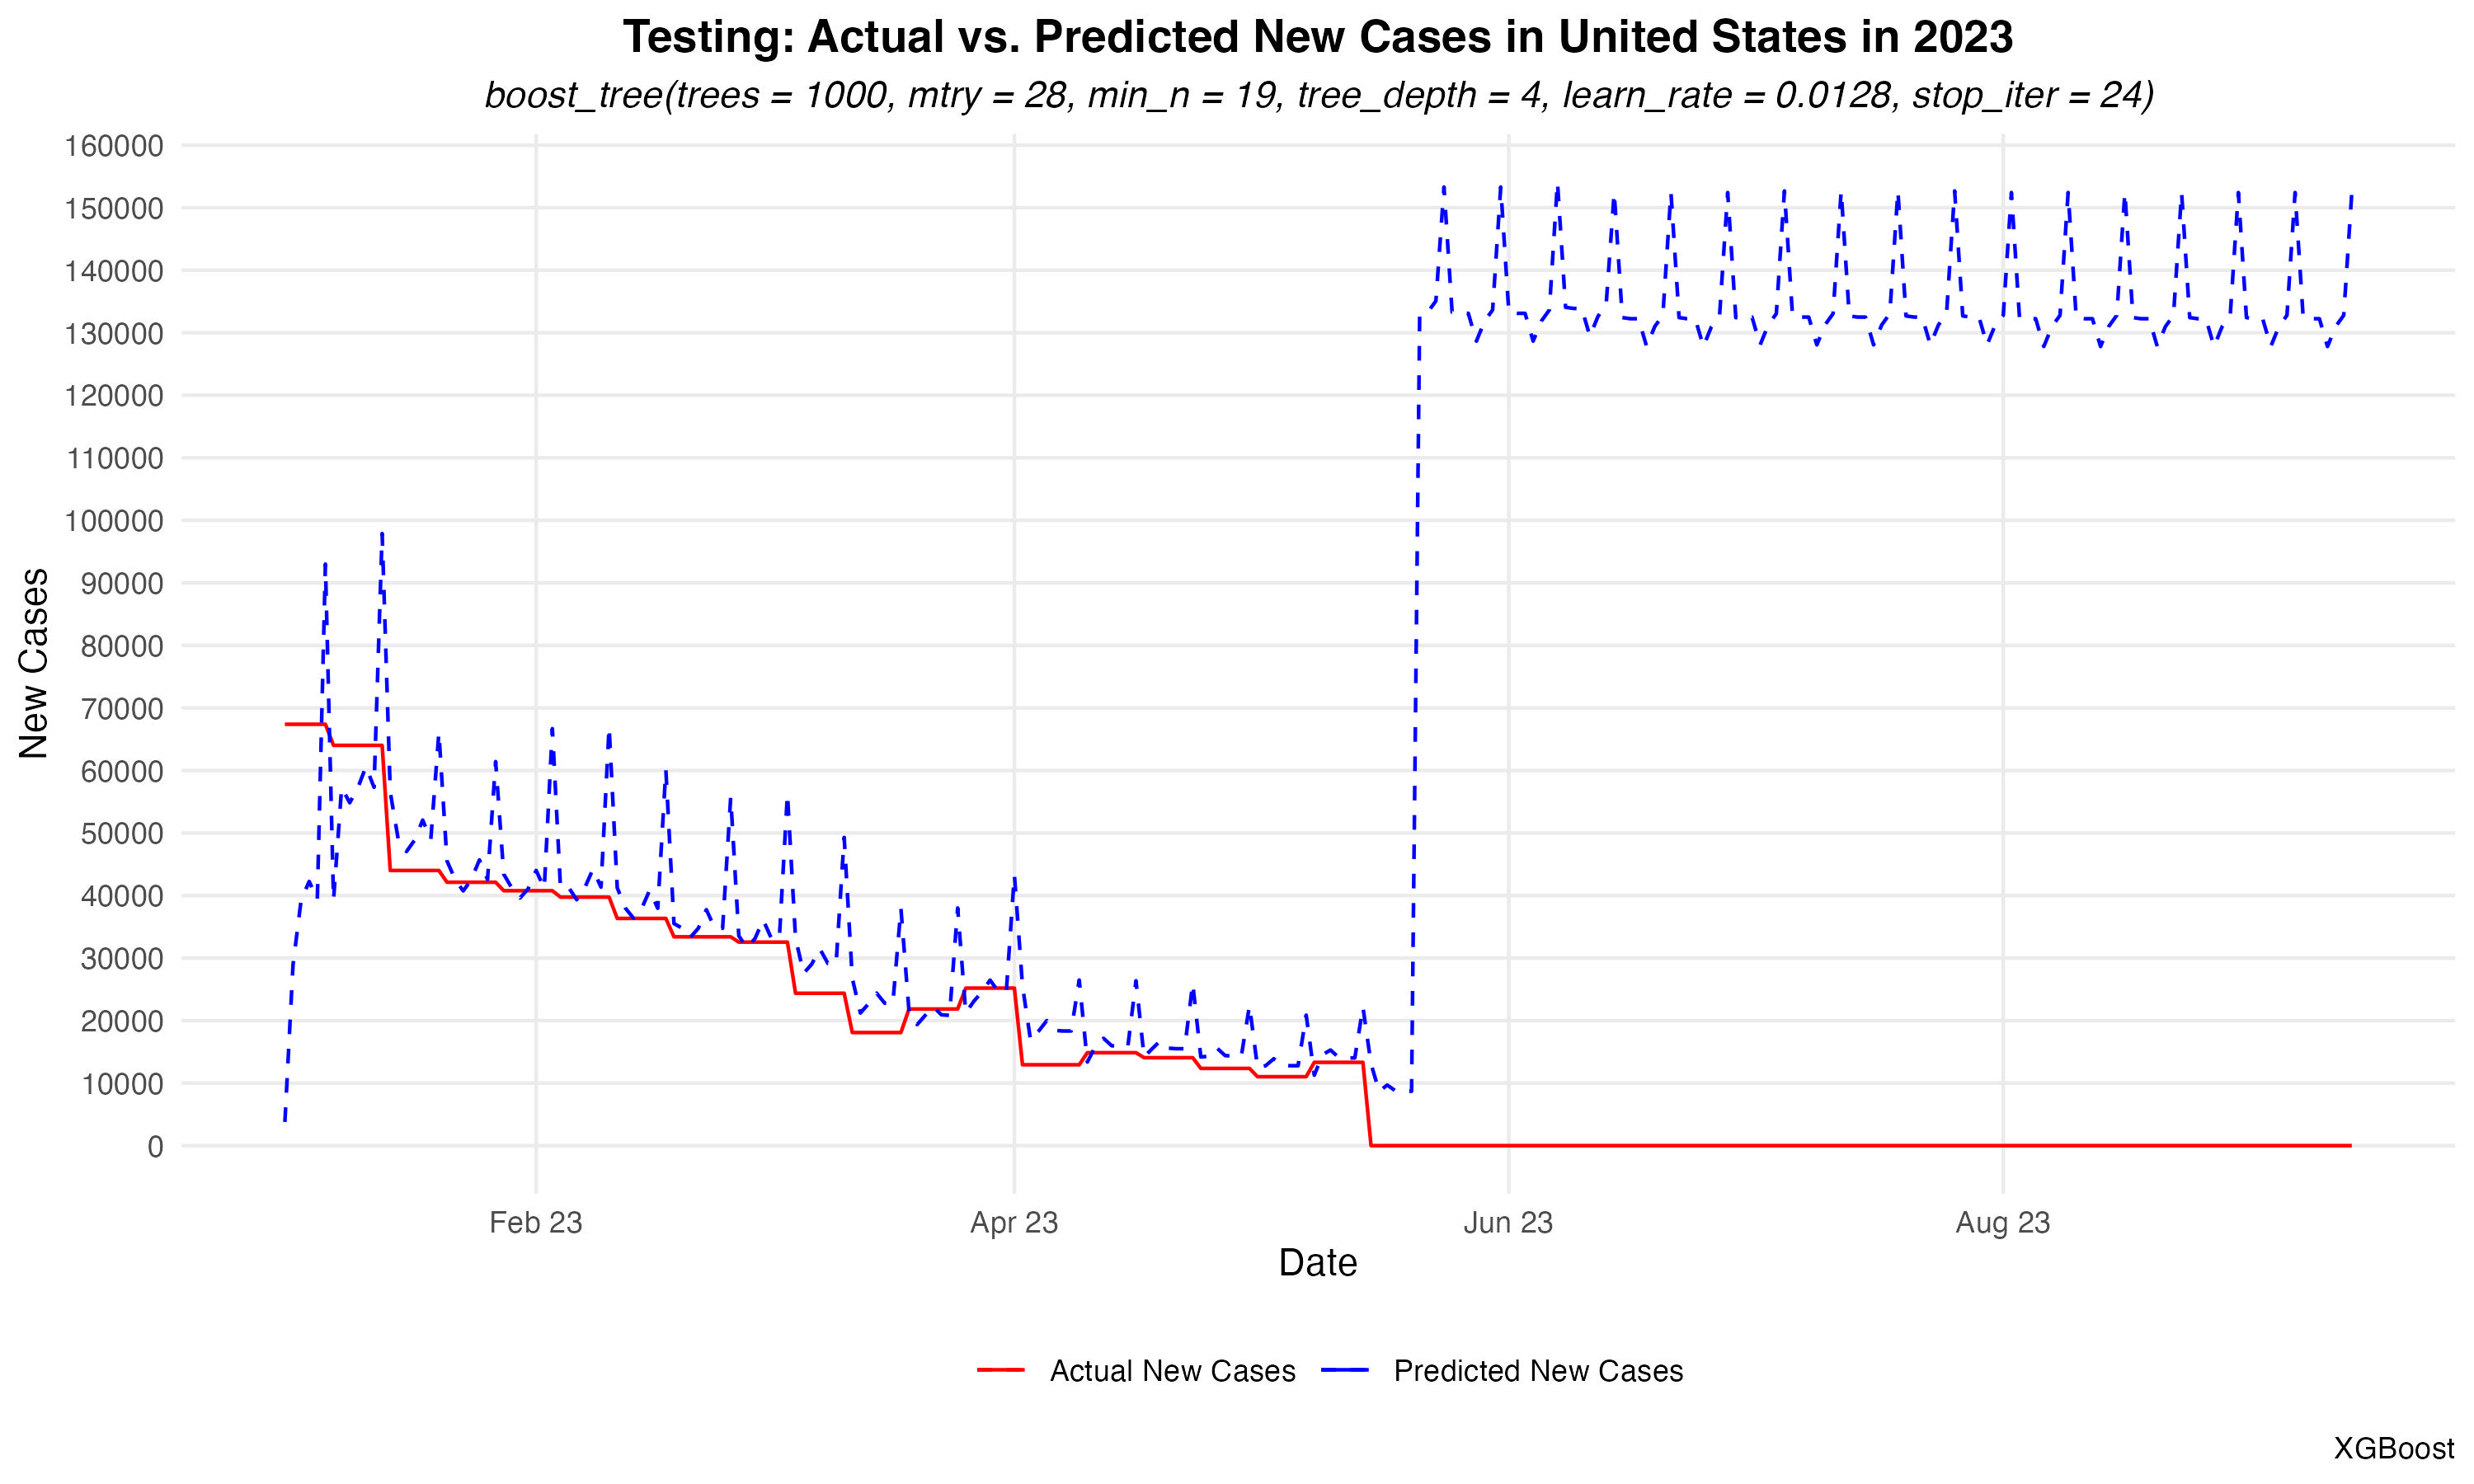 Testing: Actual vs. Predicted New Cases in United States in 2023
boost_tree(trees = 1000, mtry = 28, min_n = 19, tree_depth = 4, learn_rate = 0.0128, stop_iter = 24)
160000
150000
140000
130000
120000
110000
100000
90000
80000
70000
60000
50000
40000
30000
20000
10000
0
New Cases
Feb 23 Apr 23 Jun 23 Aug 23
Date
Actual New Cases Predicted New Cases
XGBoost